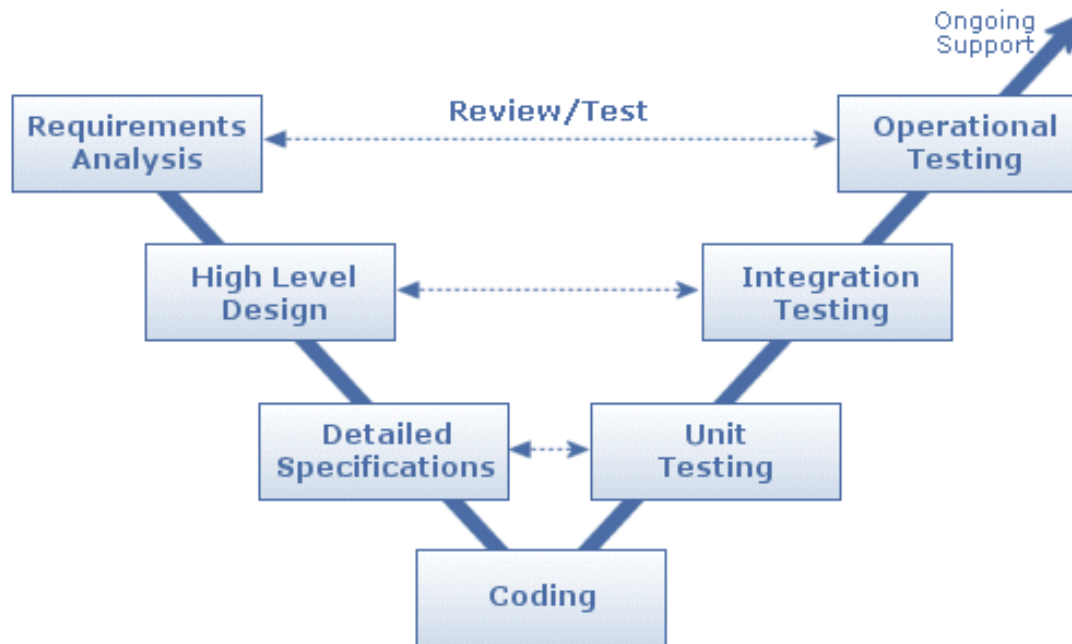 Ongoing
Support
Requirements
Analysis
Review/Test
Operational
Testing
High Level
Design
Integration
Testing
Detailed
Specifications
Unit
Testing
Coding